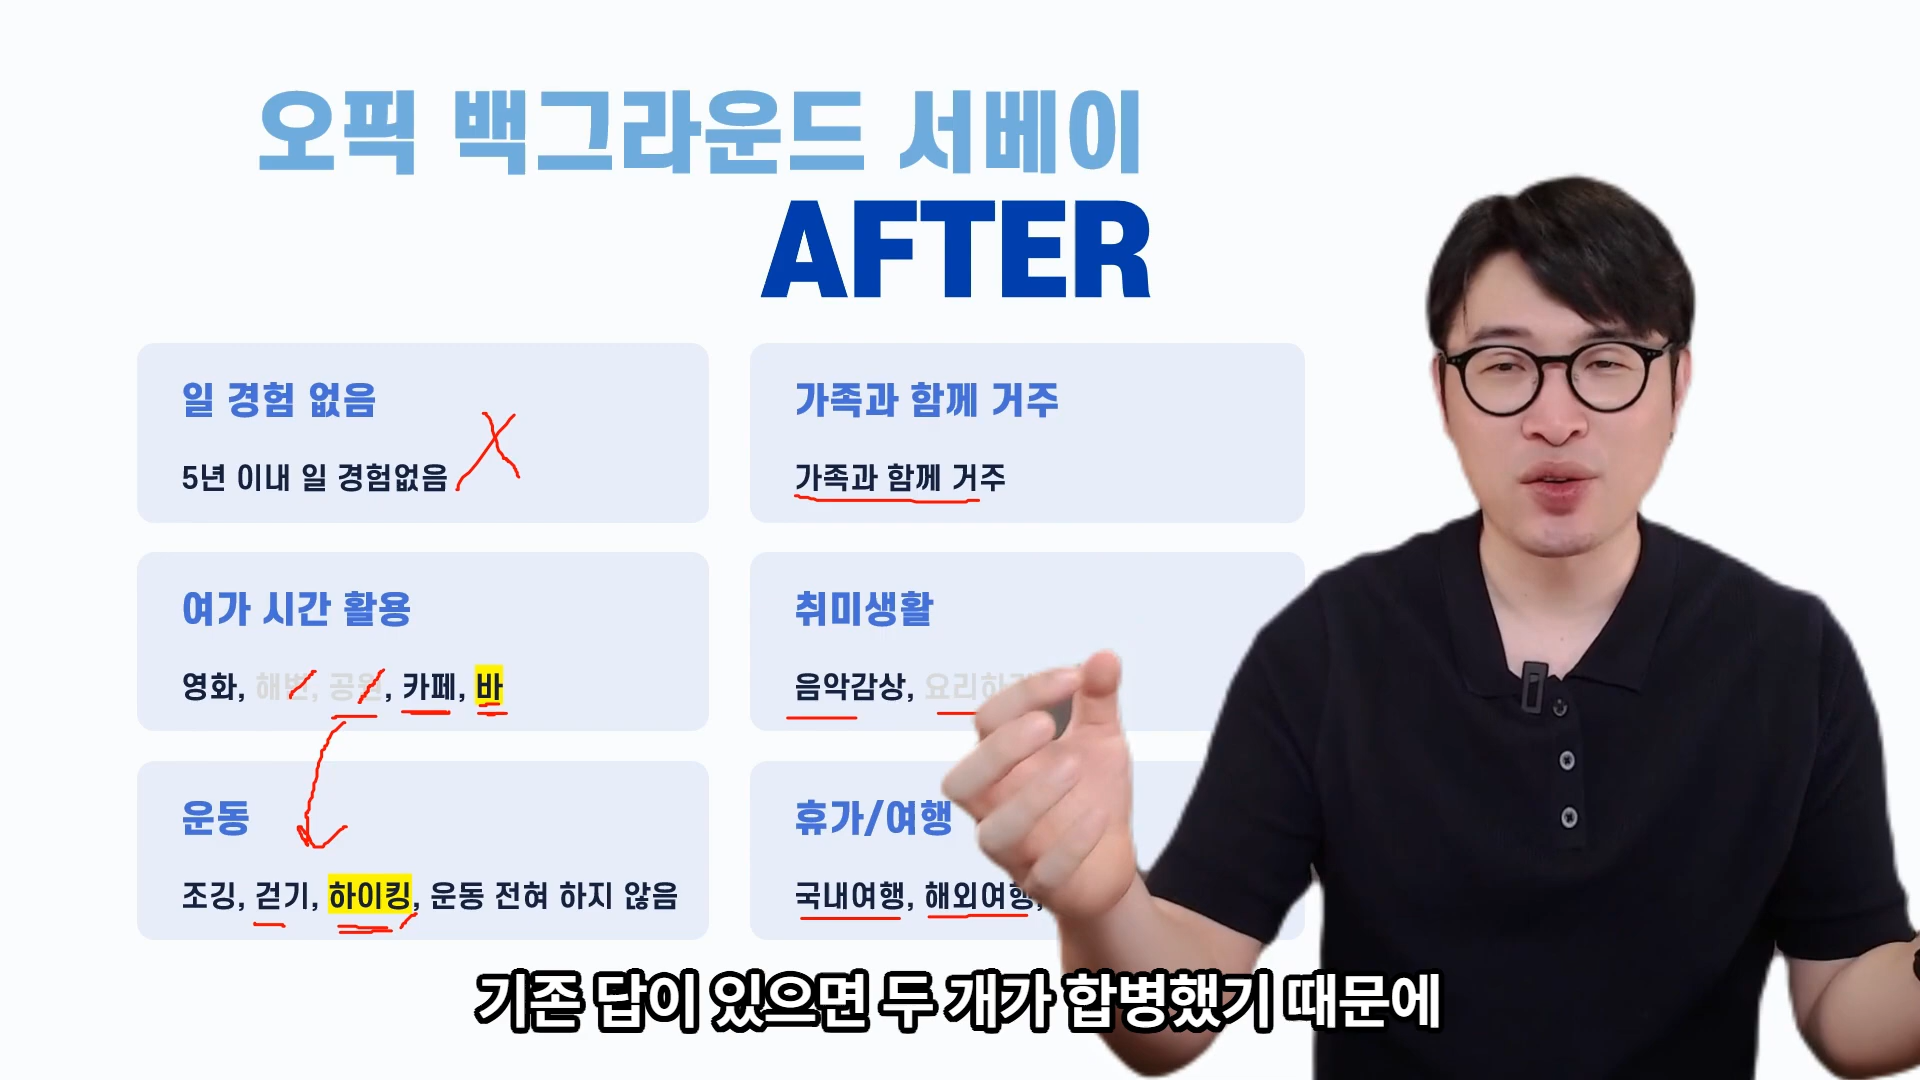 오픽 백그라운드 서베이
AFTER
일 경험 없음
5년 이내 일 경험없음
가족과 함께 거주
가족과 함께 거주
여가 시간 활용
영화, 해변, 공원, 카페, 바
취미생활
음악감상,
운동
조깅, 걷기, 하이킹, 운동 전혀 하지 않음
휴가/여행
국내여행, 해외여행,
기존 답이 있으면 두 개가 합병했기 때문에